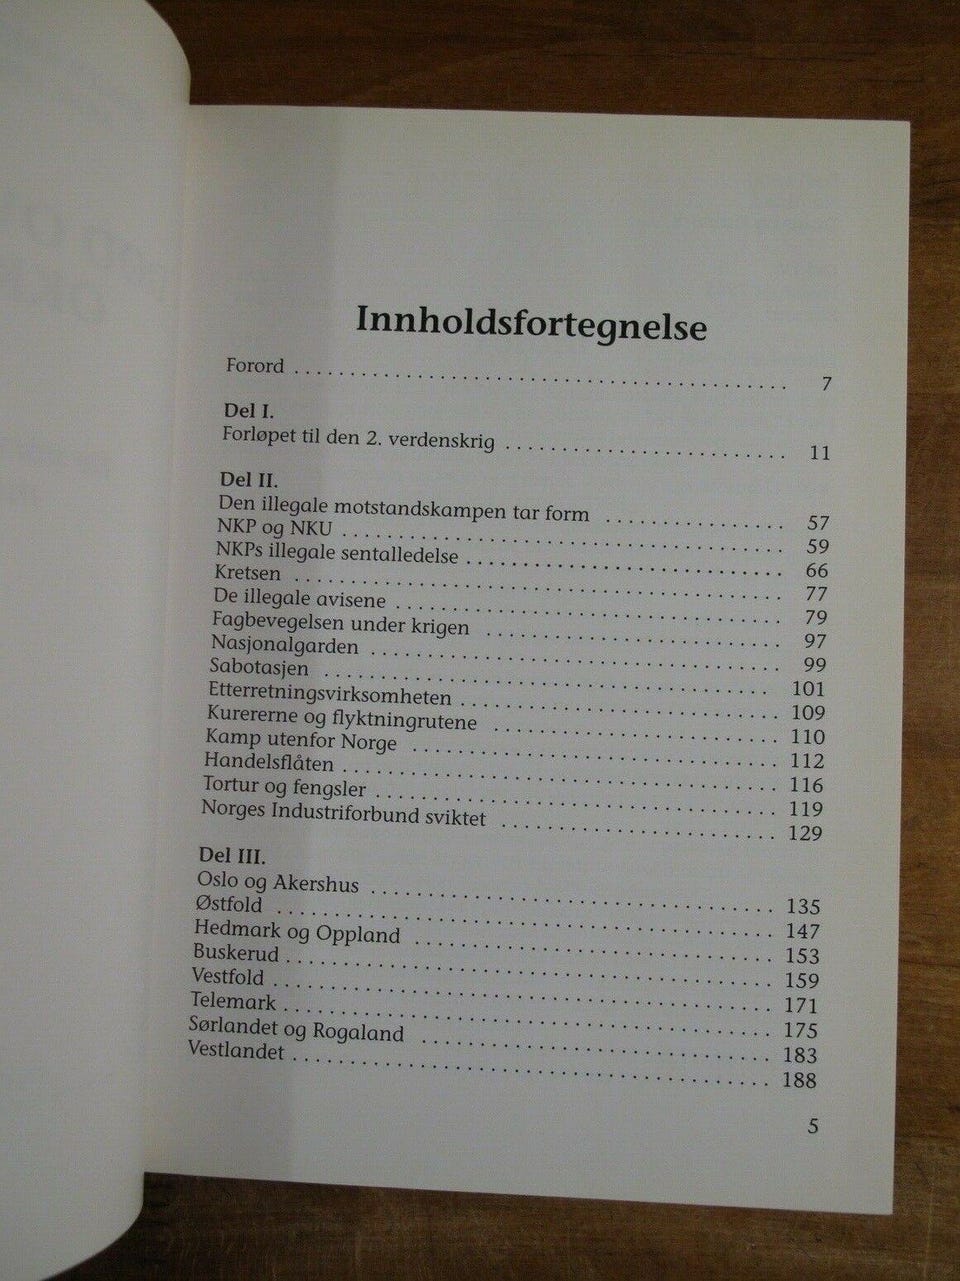 Innholdsfortegnelse
Forord . . . . . . . . . . . . . . . . . . . . . . . . . . . . . . . . . . . . . . . . . . . . . 7
Del I.
Forløpet til den 2. verdenskrig . . . . . . . . . . . . . . . . . . . . . . . . . . 11
Del II.
Den illegale motstandskampen tar form . . . . . . . . . . . . . . . . 57
NKP og NKU . . . . . . . . . . . . . . . . . . . . . . . . . . . . . . . . . . . . . . . . 59
NKPs illegale sentalledelse . . . . . . . . . . . . . . . . . . . . . . . . . . . . . 66
Kretsen . . . . . . . . . . . . . . . . . . . . . . . . . . . . . . . . . . . . . . . . . . . . 77
De illegale avisene . . . . . . . . . . . . . . . . . . . . . . . . . . . . . . . . . . . 79
Fagbevegelsen under krigen . . . . . . . . . . . . . . . . . . . . . . . . . . . 97
Nasjonalgarden . . . . . . . . . . . . . . . . . . . . . . . . . . . . . . . . . . . . . 99
Sabotasjen . . . . . . . . . . . . . . . . . . . . . . . . . . . . . . . . . . . . . . . . 101
Etterretningsvirksomheten . . . . . . . . . . . . . . . . . . . . . . . . . . . . 109
Kurererne og flyktningrutene . . . . . . . . . . . . . . . . . . . . . . . . . . 110
Kamp utenfor Norge . . . . . . . . . . . . . . . . . . . . . . . . . . . . . . . . . 112
Handelsflåten . . . . . . . . . . . . . . . . . . . . . . . . . . . . . . . . . . . . . . . 116
Tortur og fengsler . . . . . . . . . . . . . . . . . . . . . . . . . . . . . . . . . . . . 119
Norges Industriforbund sviktet . . . . . . . . . . . . . . . . . . . . . . . . . 129
Del III.
Oslo og Akershus . . . . . . . . . . . . . . . . . . . . . . . . . . . . . . . . . . . . 135
Østfold . . . . . . . . . . . . . . . . . . . . . . . . . . . . . . . . . . . . . . . . . . . . . 147
Hedmark og Oppland . . . . . . . . . . . . . . . . . . . . . . . . . . . . . . . . 153
Buskerud . . . . . . . . . . . . . . . . . . . . . . . . . . . . . . . . . . . . . . . . . . . . 159
Vestfold . . . . . . . . . . . . . . . . . . . . . . . . . . . . . . . . . . . . . . . . . . . . . 171
Telemark . . . . . . . . . . . . . . . . . . . . . . . . . . . . . . . . . . . . . . . . . . . . 175
Sørlandet og Rogaland . . . . . . . . . . . . . . . . . . . . . . . . . . . . . . . 183
Vestlandet . . . . . . . . . . . . . . . . . . . . . . . . . . . . . . . . . . . . . . . . . . . 188
5